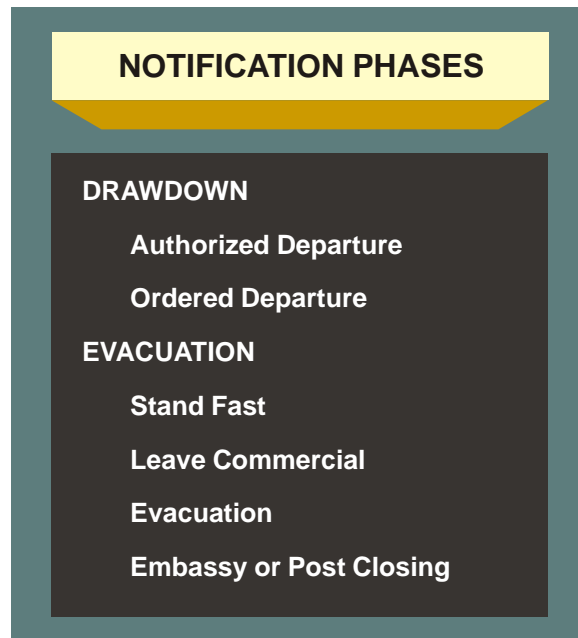 NOTIFICATION PHASES
DRAWDOWN
Authorized Departure
Ordered Departure
EVACUATION
Stand Fast
Leave Commercial
Evacuation
Embassy or Post Closing